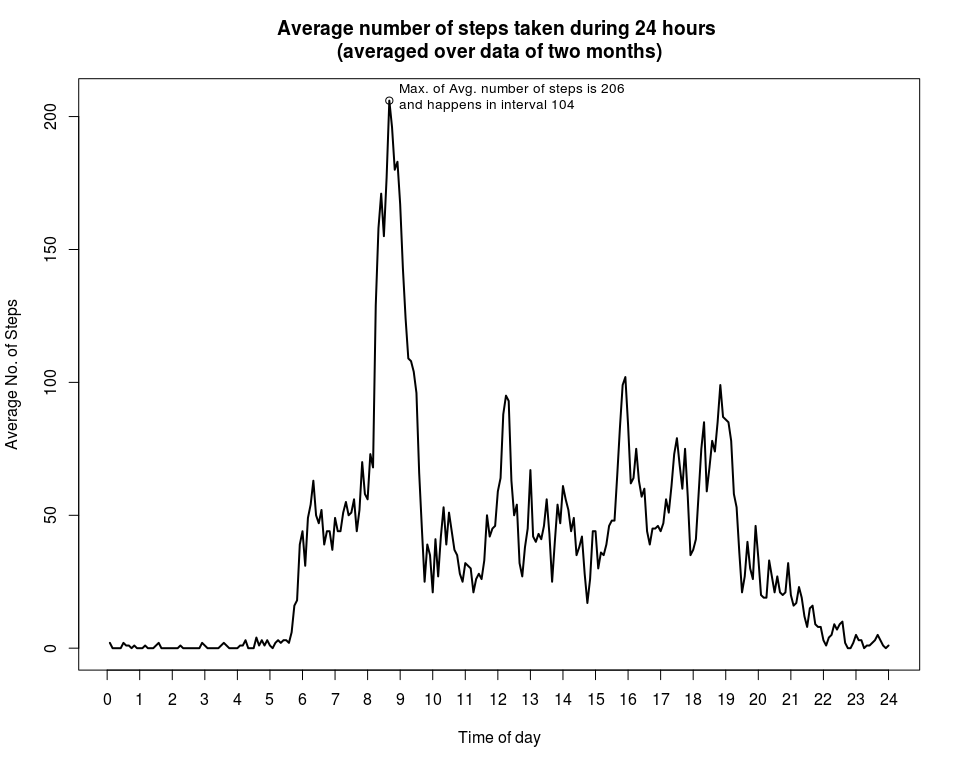 Average number of steps taken during 24 hours
(averaged over data of two months)
Max. of Avg. number of steps is 206
and happens in interval 104
Average No. of Steps
200
150
100
50
0
0 1 2 3 4 5 6 7 8 9 10 11 12 13 14 15 16 17 18 19 20 21 22 23 24
Time of day